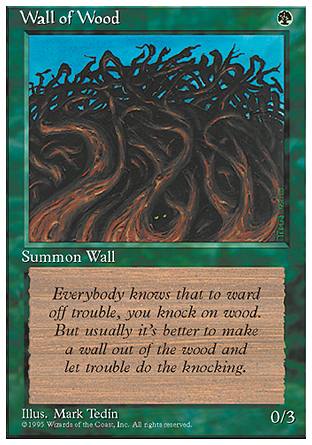 Wall of Wood
Summon Wall
Everybody knows that to ward
off trouble, you knock on wood.
But usually it's better to make
a wall out of the wood and
let trouble do the knocking.
Illus. Mark Tedin
©1995 Wizards of the Coast, Inc. All rights reserved.
0/3